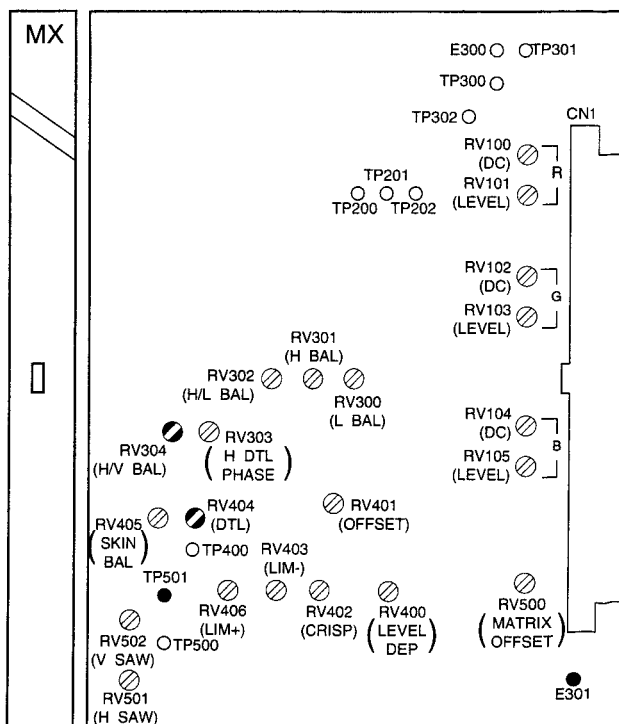 MX
E300
TP301
TP300
TP302
CN1
RV100
(DC)
R
RV101
(LEVEL)
TP201
TP200
TP202
RV102
(DC)
G
RV103
(LEVEL)
RV301
(H BAL)
RV302
(H/L BAL)
RV300
(L BAL)
RV104
(DC)
B
RV105
(LEVEL)
RV304
(H/V BAL)
RV303
(H DTL
PHASE)
RV405
(SKIN
BAL)
RV404
(DTL)
RV401
(OFFSET)
TP400
RV403
(LIM-)
TP501
RV406
(LIM+)
RV402
(CRISP)
RV400
(LEVEL
DEP)
RV500
(MATRIX
OFFSET)
RV502
(V SAW)
TP500
RV501
(H SAW)
E301